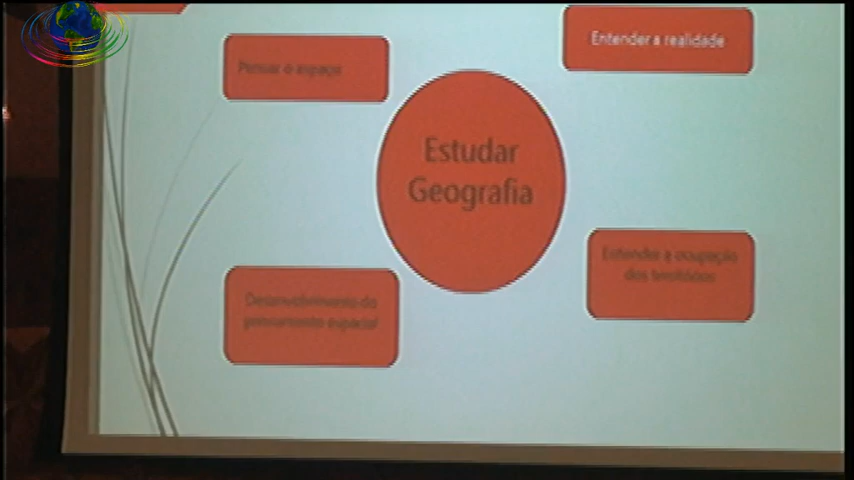 Entender a realidade
Pensar o espaço
Estudar
Geografia
Entender a ocupação
dos territórios
Desenvolvimento do
pensamento espacial